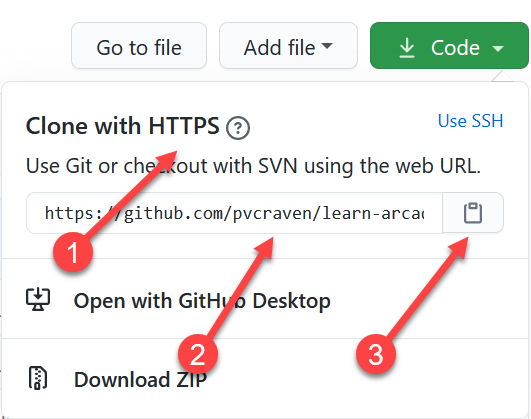 Go to file Add file Code
Clone with HTTPS ?
Use SSH
Use Git or checkout with SVN using the web URL.
https://github.com/pvcraven/learn-arcad
1
Open with GitHub Desktop
2
3
Download ZIP